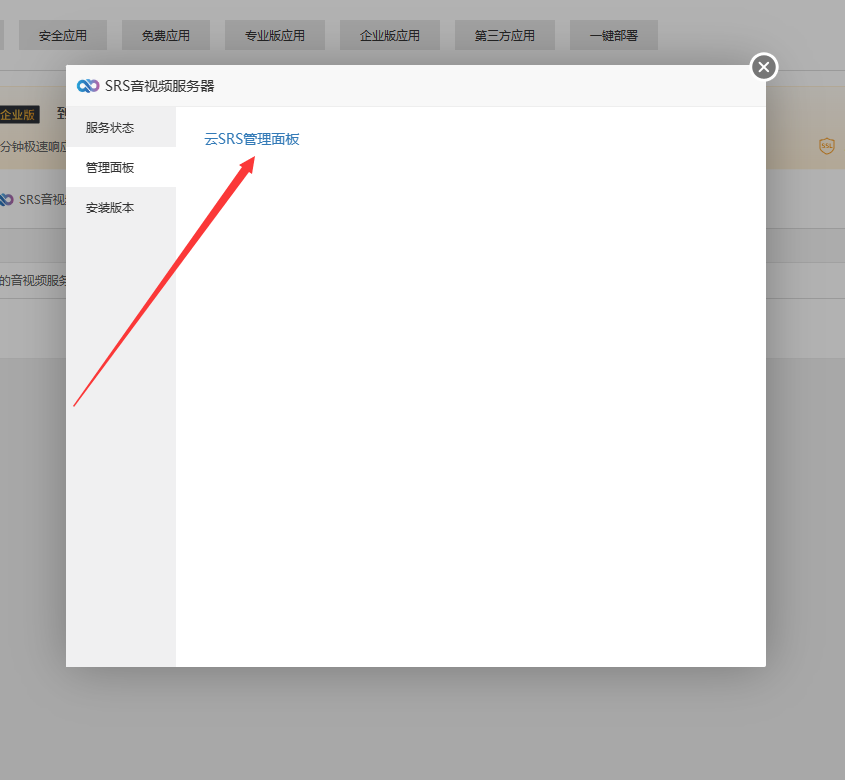 安全应用
免费应用
专业版应用
企业版应用
第三方应用
一键部署
SRS音视频服务器
企业版
服务状态
云SRS管理面板
分钟极速响应
SSL
管理面板
SRS音视
安装版本
的音视频服务